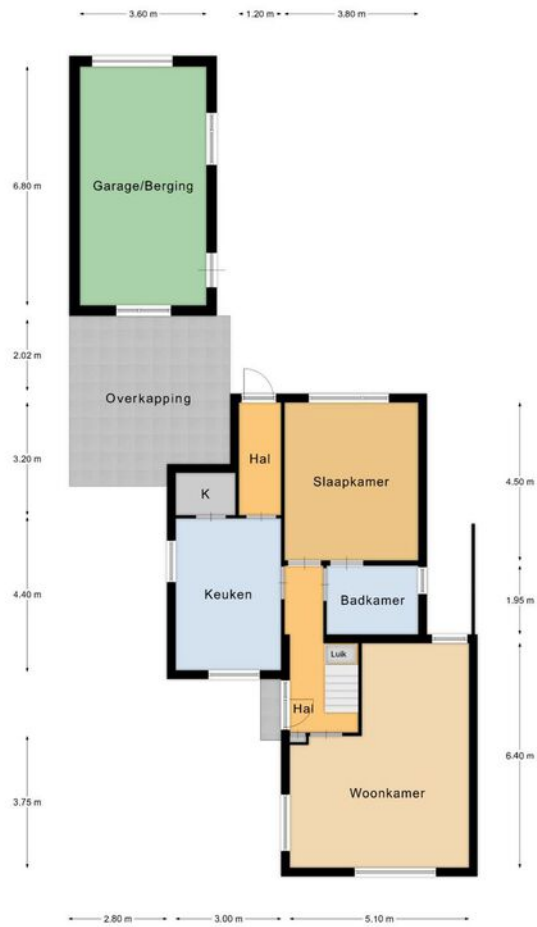 3.60 m
1.20 m
3.80 m
Garage/Berging
6.80 m
2.02 m
Overkapping
3.20 m
Hal
Slaapkamer
4.50 m
K
4.40 m
Keuken
Badkamer
1.95 m
Luik
Hal
6.40 m
3.75 m
Woonkamer
2.80 m
3.00 m
5.10 m